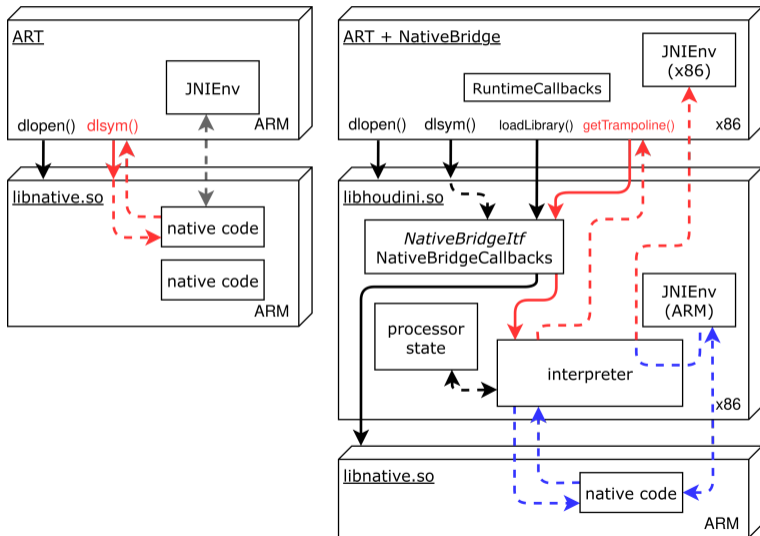 ART
JNIEnv
dlopen()
dlsym()
ARM
libnative.so
native code
native code
ARM
ART + NativeBridge
JNIEnv
(x86)
RuntimeCallbacks
dlopen()
dlsym()
loadLibrary()
getTrampoline()
x86
libhoudini.so
NativeBridgeItf
NativeBridgeCallbacks
JNIEnv
(ARM)
processor
state
interpreter
x86
libnative.so
native code
ARM